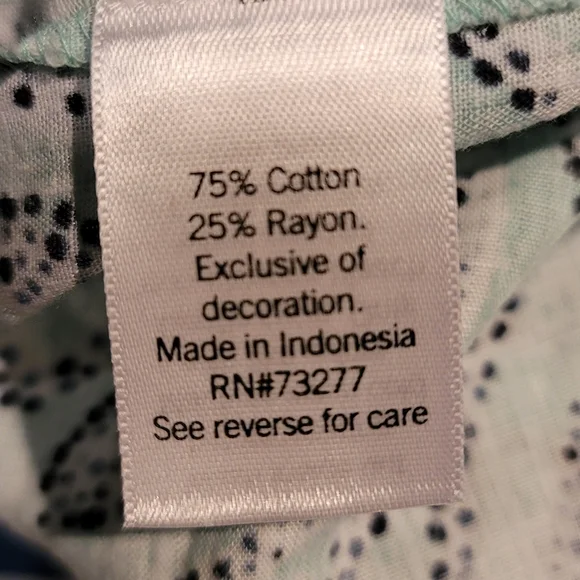 75% Cotton
25% Rayon.
Exclusive of
decoration.
Made in Indonesia
RN#73277
See reverse for care